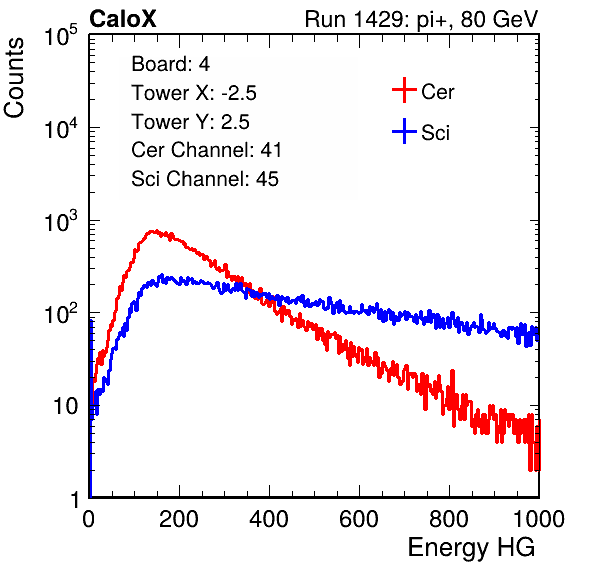 CaloX Run 1429: pi+, 80 GeV
Counts
Board: 4
Tower X: -2.5
Tower Y: 2.5
Cer Channel: 41
Sci Channel: 45
Cer
Sci
10^5
10^4
10^3
10^2
10
1
0 200 400 600 800 1000
Energy HG